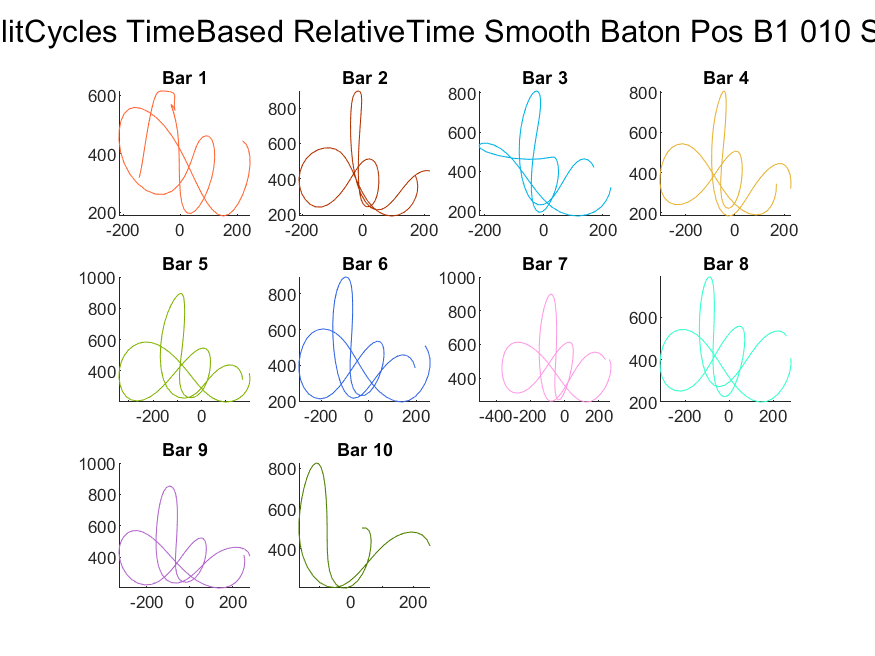 litCycles TimeBased RelativeTime Smooth Baton Pos B1 010 S
Bar 1 Bar 2 Bar 3 Bar 4
600 400 200 -200 0 200
800 600 400 200 -200 0 200
800 600 400 200 -200 0 200
800 600 400 200 -200 0 200
Bar 5 Bar 6 Bar 7 Bar 8
1000 800 600 400 -200 0
800 600 400 200 -200 0 200
1000 800 600 400 -400 -200 0 200
600 400 200 -200 0 200
Bar 9 Bar 10
1000 800 600 400 -200 0 200
800 600 400 0 200